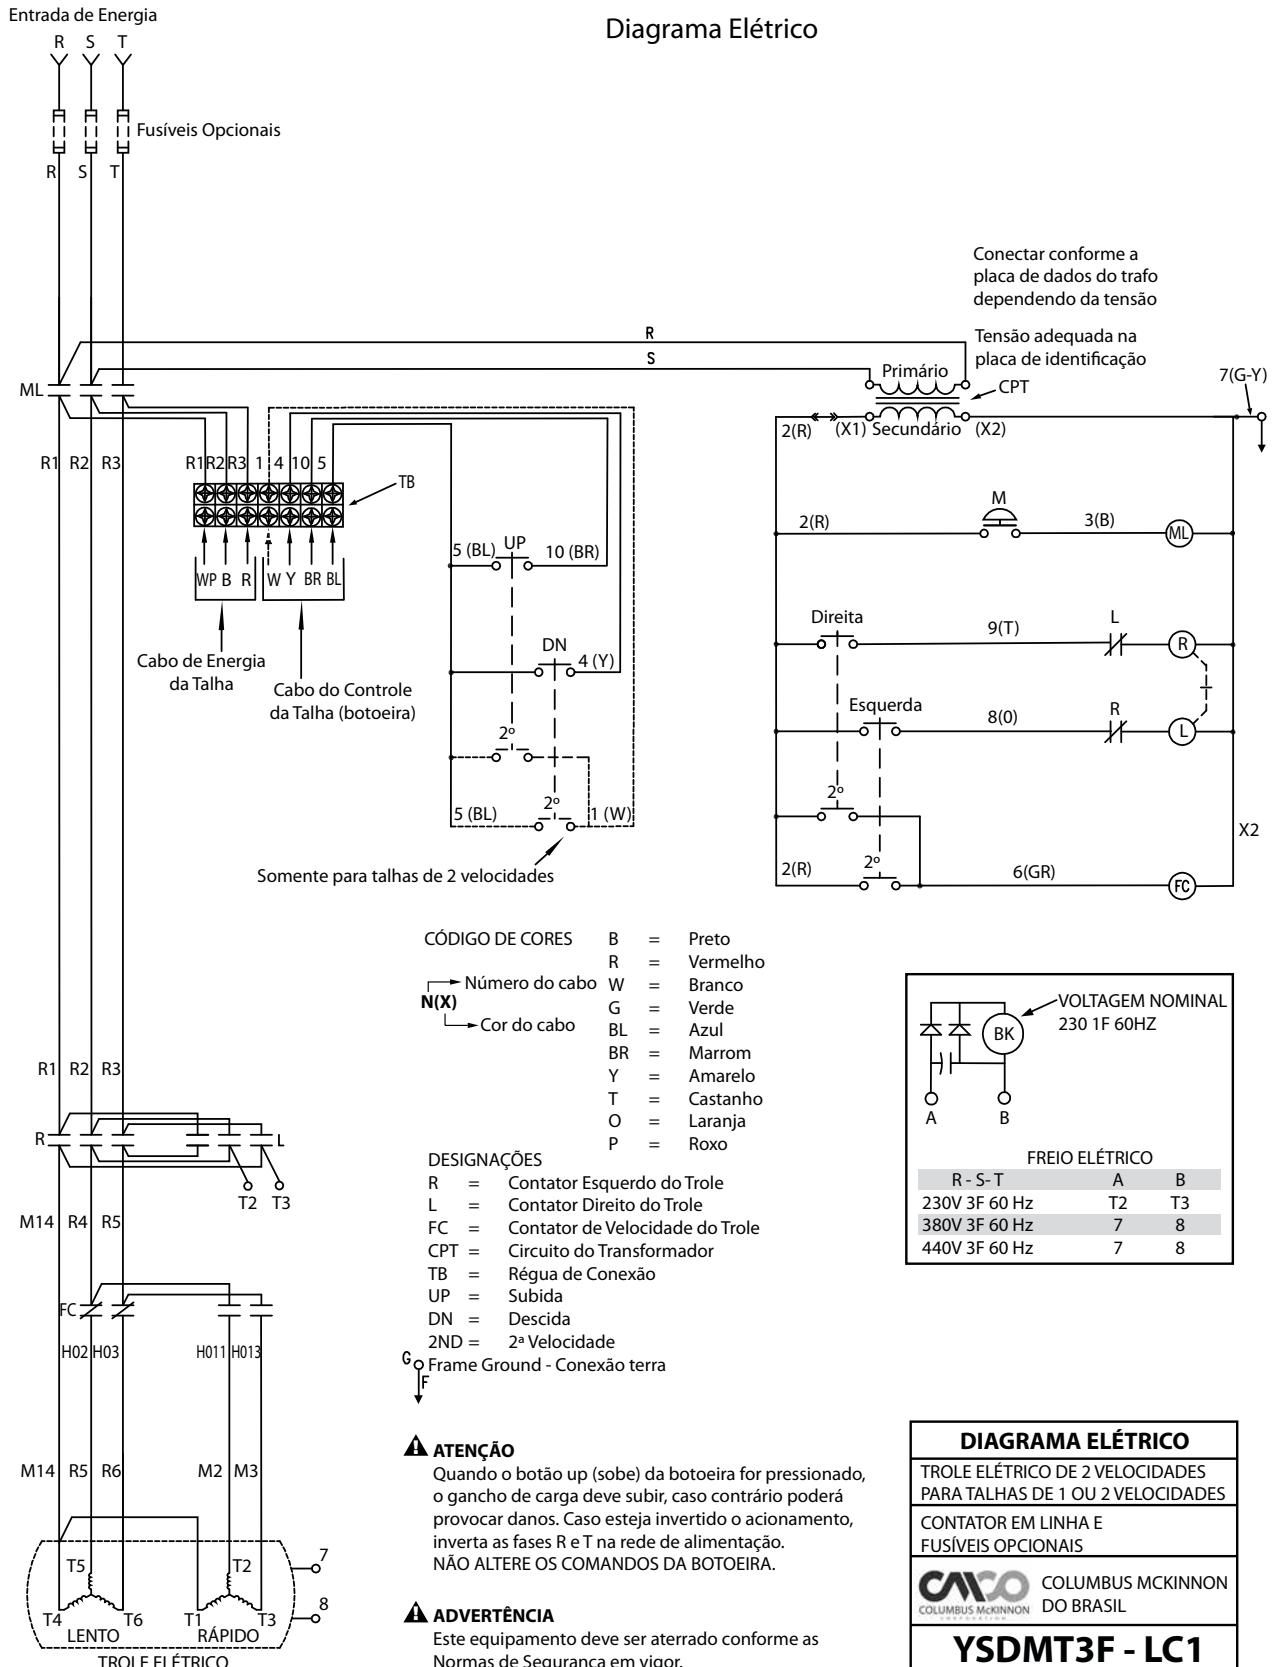 Entrada de Energia
Diagrama Elétrico
R S T
Fusíveis Opcionais
R S T
Conectar conforme a
placa de dados do trafo
dependendo da tensão
Tensão adequada na
placa de identificação
R
S
Primário
CPT
7(G-Y)
ML
2(R) (X1) Secundário (X2)
R1 R2 R3
R1 R2 R3 1 4 10 5
TB
M
2(R) 3(B) ML
5 (BL) UP 10 (BR)
WP B R W Y BR BL
Direita
9(T) L
R
DN
4 (Y)
Cabo de Energia
da Talha
Cabo do Controle
da Talha (botoeira)
Esquerda
8(0) R
L
2º
2º
5 (BL) 2º 1 (W)
X2
2(R) 2º 6(GR) FC
Somente para talhas de 2 velocidades
CÓDIGO DE CORES
Número do cabo
N(X)
Cor do cabo
B = Preto
R = Vermelho
W = Branco
G = Verde
BL = Azul
BR = Marrom
Y = Amarelo
T = Castanho
O = Laranja
P = Roxo
VOLTAGEM NOMINAL
230 1F 60HZ
BK
A B
FREIO ELÉTRICO
R - S- T A B
230V 3F 60 Hz T2 T3
380V 3F 60 Hz 7 8
440V 3F 60 Hz 7 8
R1 R2 R3
R L
T2 T3
M14 R4 R5
FC
H02 H03 H011 H013
M14 R5 R6 M2 M3
T5 T2 7
T4 T6 T1 T3 8
LENTO RÁPIDO
TROLE ELÉTRICO
DESIGNAÇÕES
R = Contator Esquerdo do Trole
L = Contator Direito do Trole
FC = Contator de Velocidade do Trole
CPT = Circuito do Transformador
TB = Régua de Conexão
UP = Subida
DN = Descida
2ND = 2ª Velocidade
G F Frame Ground - Conexão terra
ATENÇÃO
Quando o botão up (sobe) da botoeira for pressionado,
o gancho de carga deve subir, caso contrário poderá
provocar danos. Caso esteja invertido o acionamento,
inverta as fases R e T na rede de alimentação.
NÃO ALTERE OS COMANDOS DA BOTOEIRA.
ADVERTÊNCIA
Este equipamento deve ser aterrado conforme as
Normas de Segurança em vigor.
DIAGRAMA ELÉTRICO
TROLE ELÉTRICO DE 2 VELOCIDADES
PARA TALHAS DE 1 OU 2 VELOCIDADES
CONTATOR EM LINHA E
FUSÍVEIS OPCIONAIS
CMCO
COLUMBUS McKINNON
CORPORATION
COLUMBUS MCKINNON
DO BRASIL
YSDMT3F - LC1